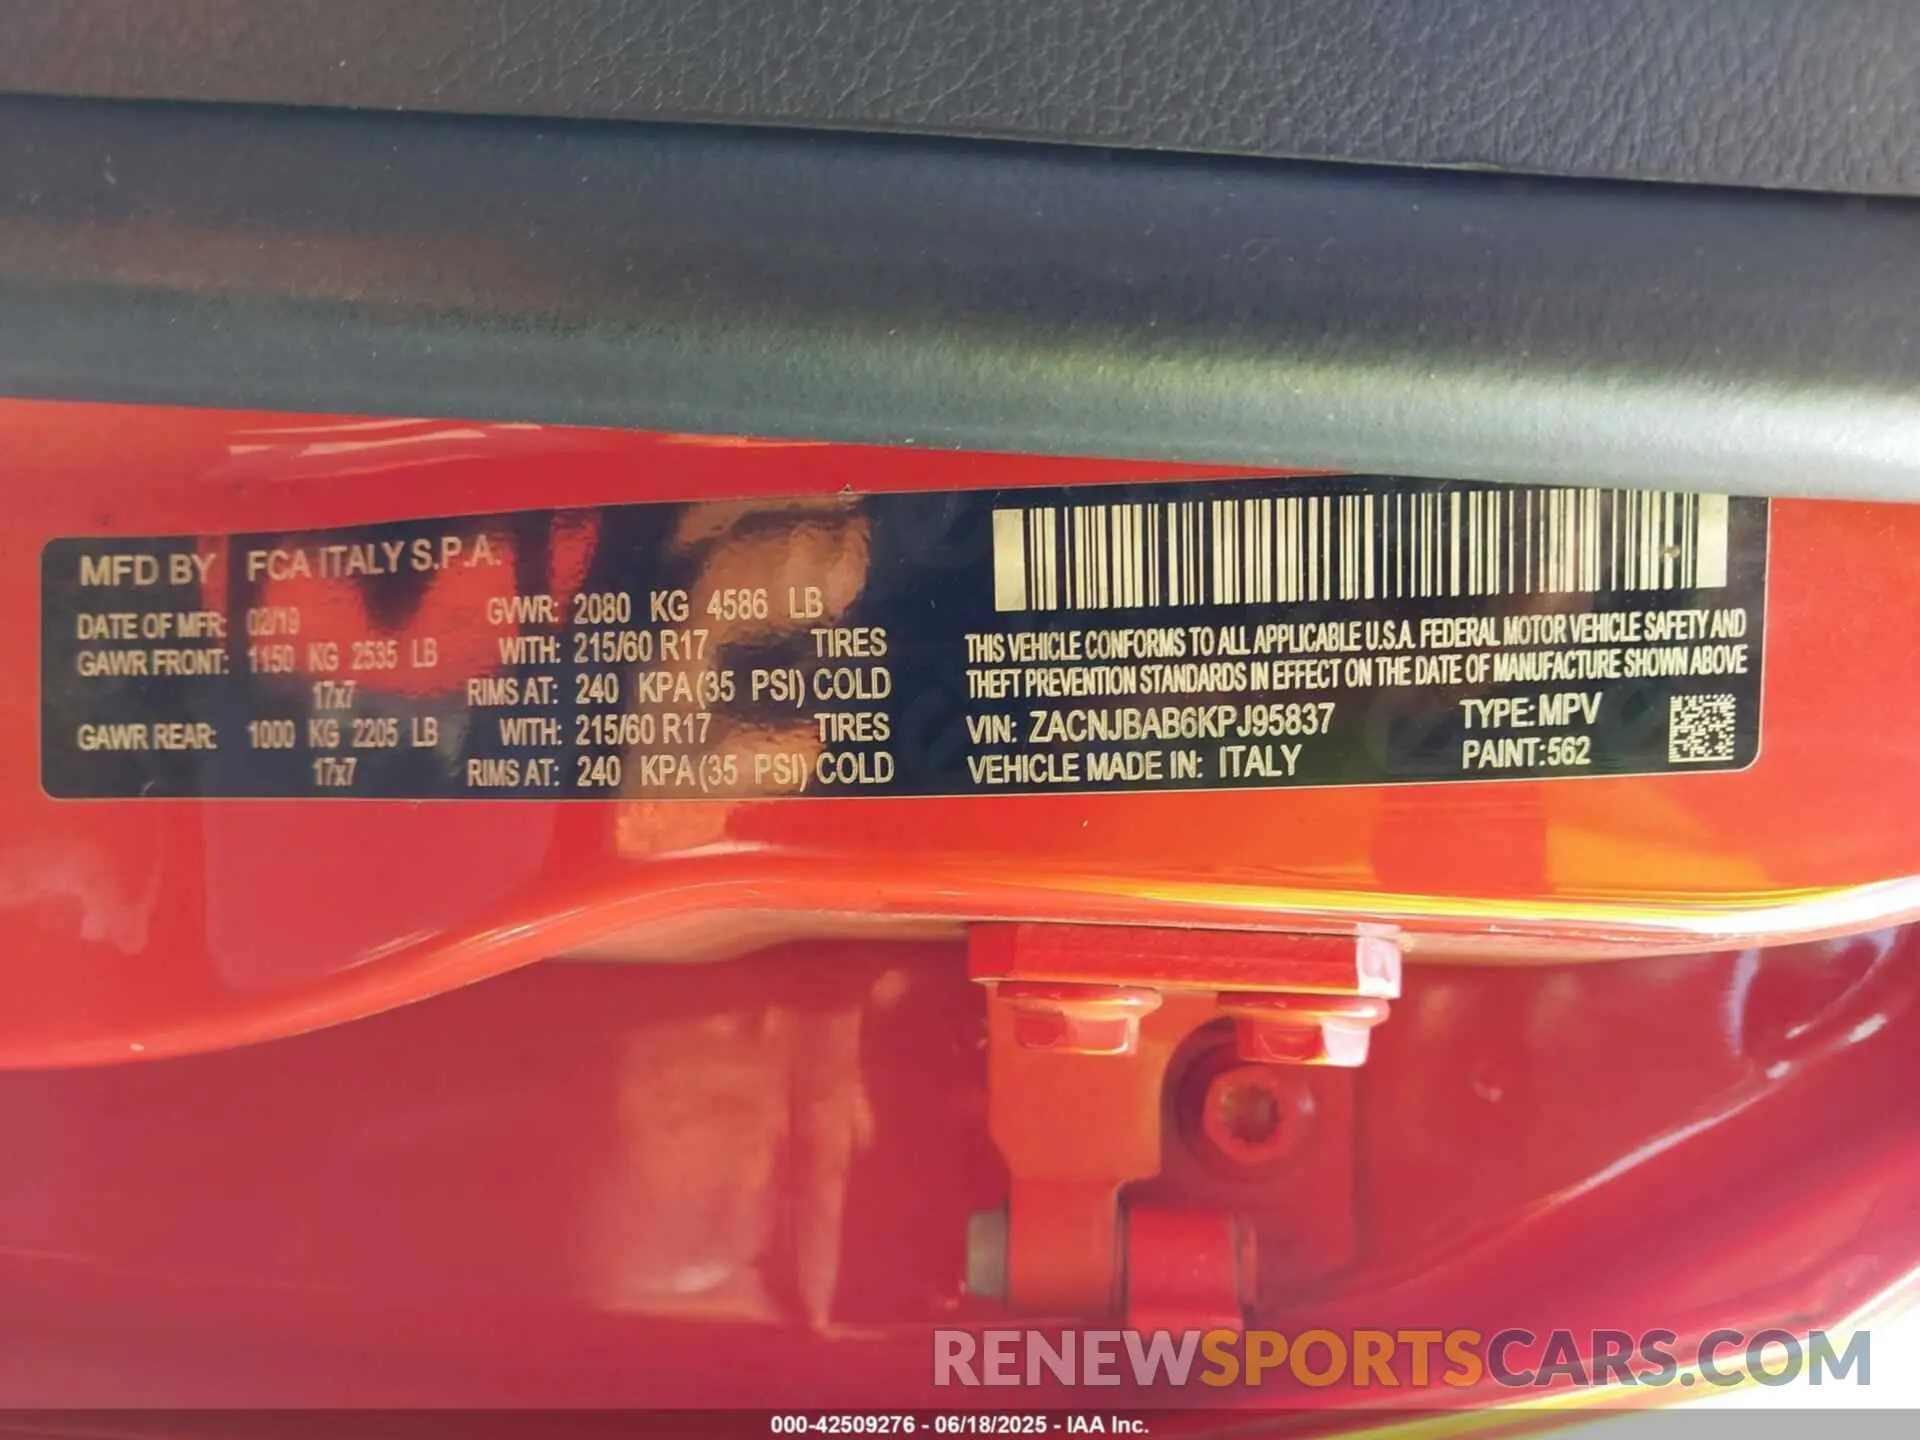 MFD BY FCA ITALY S.P.A.
DATE OF MFR: 02/19 GVWR: 2080 KG 4586 LB
GAWR FRONT: 1150 KG 2535 LB WITH: 215/60 R17 TIRES
17x7 RIMS AT: 240 KPA(35 PSI) COLD
GAWR REAR: 1000 KG 2205 LB WITH: 215/60 R17 TIRES
17x7 RIMS AT: 240 KPA(35 PSI) COLD
THIS VEHICLE CONFORMS TO ALL APPLICABLE U.S.A. FEDERAL MOTOR VEHICLE SAFETY AND
THEFT PREVENTION STANDARDS IN EFFECT ON THE DATE OF MANUFACTURE SHOWN ABOVE
VIN: ZACNJBAB6KPJ95837 TYPE: MPV
VEHICLE MADE IN: ITALY PAINT: 562
RENEWSPORTSCARS.COM
000-42509276 - 06/18/2025 - IAA Inc.